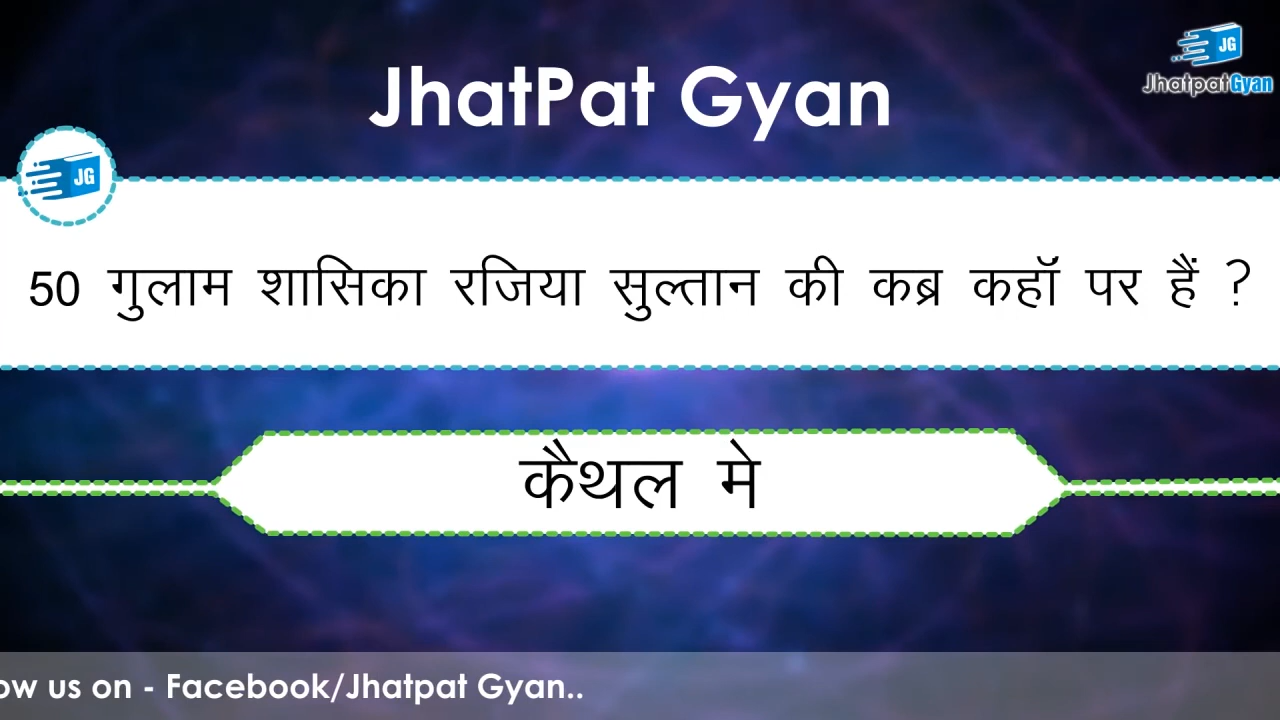 JG
JhatpatGyan
JhatPat Gyan
JG
50 गुलाम शासिका रजिया सुल्तान की कब्र कहॉ पर हैं ?
कैथल मे
ow us on - Facebook/Jhatpat Gyan..